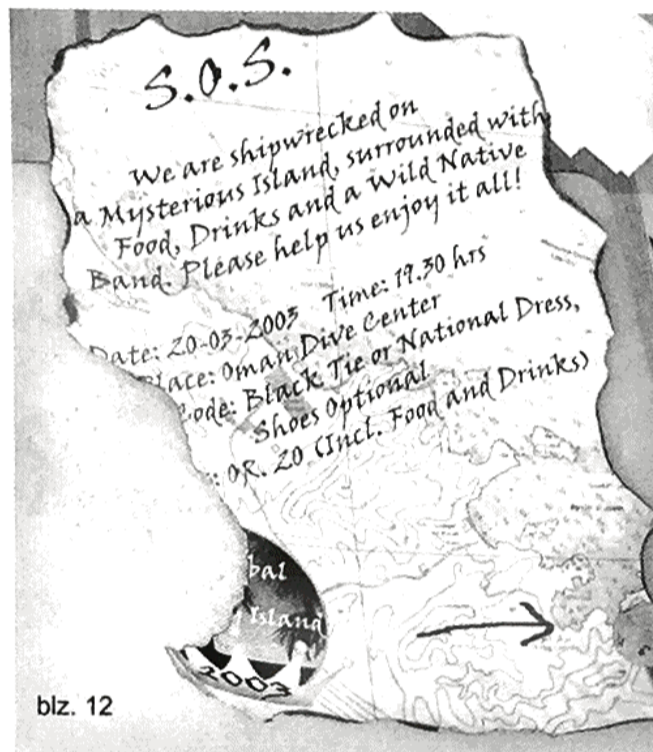 S.O.S.
We are shipwrecked on
a Mysterious Island, surrounded with
Food, Drinks and a Wild Native
Band. Please help us enjoy it all!
Date: 20-03-2003 Time: 19.30 hrs
Place: Oman Dive Center
Code: Black Tie or National Dress,
Shoes Optional
: OR. 20 (Incl. Food and Drinks)
bal
Island
2003
blz. 12